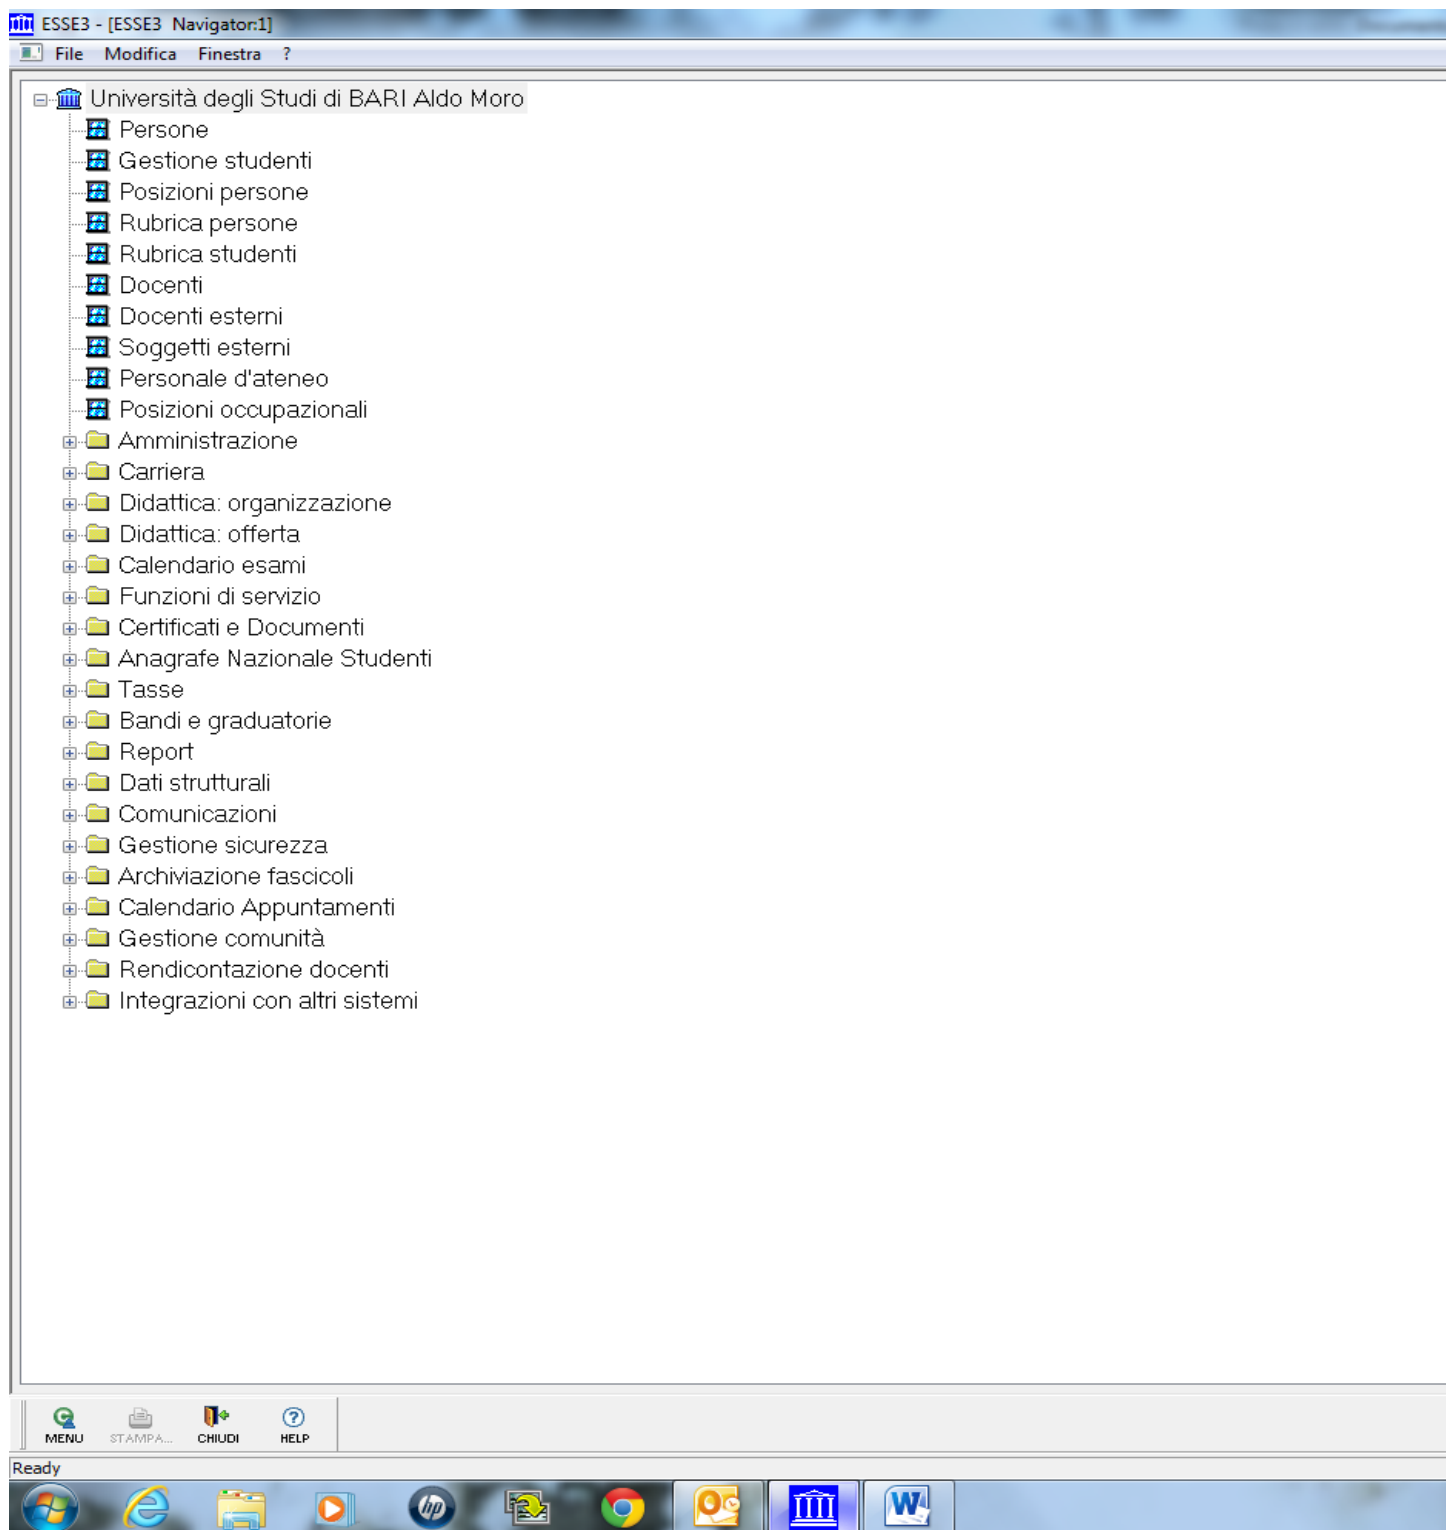 ESSE3 - [ESSE3 Navigator:1]
File Modifica Finestra ?
Università degli Studi di BARI Aldo Moro
Persone
Gestione studenti
Posizioni persone
Rubrica persone
Rubrica studenti
Docenti
Docenti esterni
Soggetti esterni
Personale d'ateneo
Posizioni occupazionali
Amministrazione
Carriera
Didattica: organizzazione
Didattica: offerta
Calendario esami
Funzioni di servizio
Certificati e Documenti
Anagrafe Nazionale Studenti
Tasse
Bandi e graduatorie
Report
Dati strutturali
Comunicazioni
Gestione sicurezza
Archiviazione fascicoli
Calendario Appuntamenti
Gestione comunità
Rendicontazione docenti
Integrazioni con altri sistemi
MENU STAMPA... CHIUDI HELP
Ready
hp